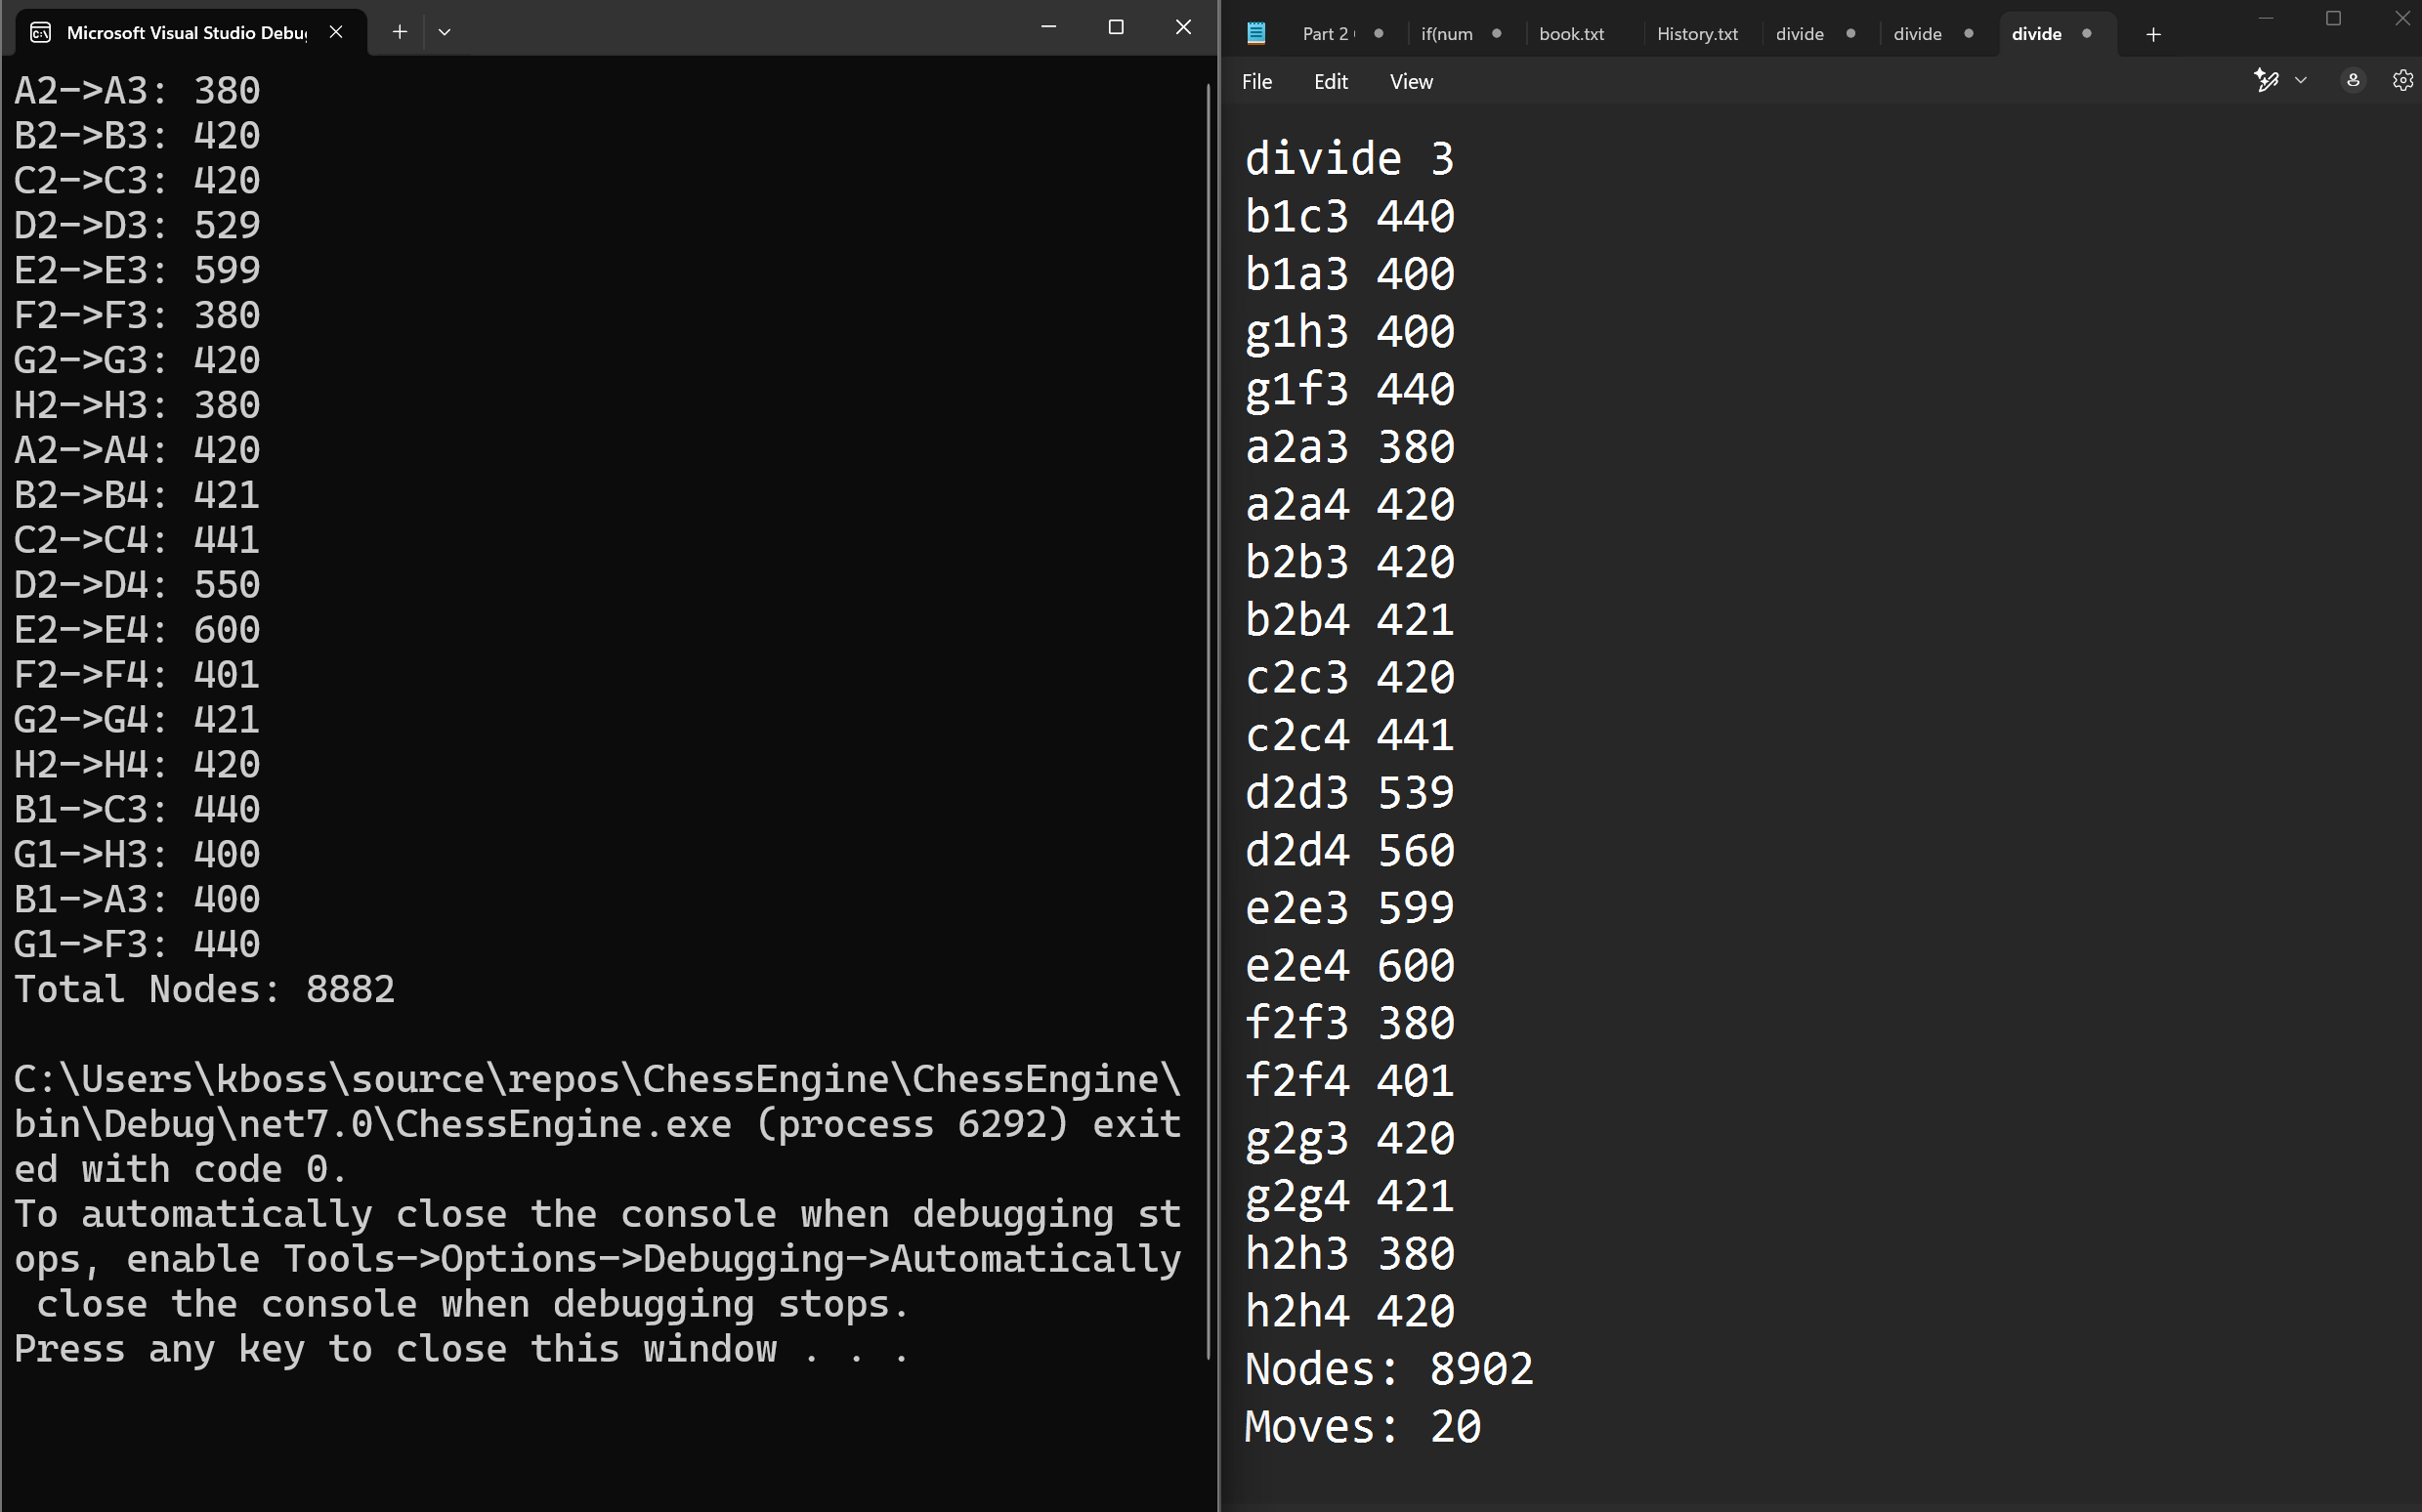 Microsoft Visual Studio Debu
A2->A3: 380
B2->B3: 420
C2->C3: 420
D2->D3: 529
E2->E3: 599
F2->F3: 380
G2->G3: 420
H2->H3: 380
A2->A4: 420
B2->B4: 421
C2->C4: 441
D2->D4: 550
E2->E4: 600
F2->F4: 401
G2->G4: 421
H2->H4: 420
B1->C3: 440
G1->H3: 400
B1->A3: 400
G1->F3: 440
Total Nodes: 8882
C:\Users\kboss\source\repos\ChessEngine\ChessEngine\
bin\Debug\net7.0\ChessEngine.exe (process 6292) exit
ed with code 0.
To automatically close the console when debugging st
ops, enable Tools->Options->Debugging->Automatically
close the console when debugging stops.
Press any key to close this window . . .
Part 2 if(num book.txt History.txt divide divide divide
File Edit View
divide 3
b1c3 440
b1a3 400
g1h3 400
g1f3 440
a2a3 380
a2a4 420
b2b3 420
b2b4 421
c2c3 420
c2c4 441
d2d3 539
d2d4 560
e2e3 599
e2e4 600
f2f3 380
f2f4 401
g2g3 420
g2g4 421
h2h3 380
h2h4 420
Nodes: 8902
Moves: 20